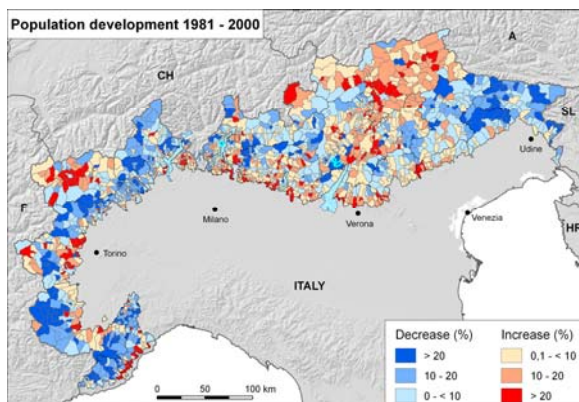 Population development 1981 - 2000
A
CH
SL
Udine
F
Milano
Verona
Venezia
HR
Torino
ITALY
Decrease (%)
> 20
10 - 20
0 - < 10
Increase (%)
0,1 - < 10
10 - 20
> 20
0 25 50 100 km